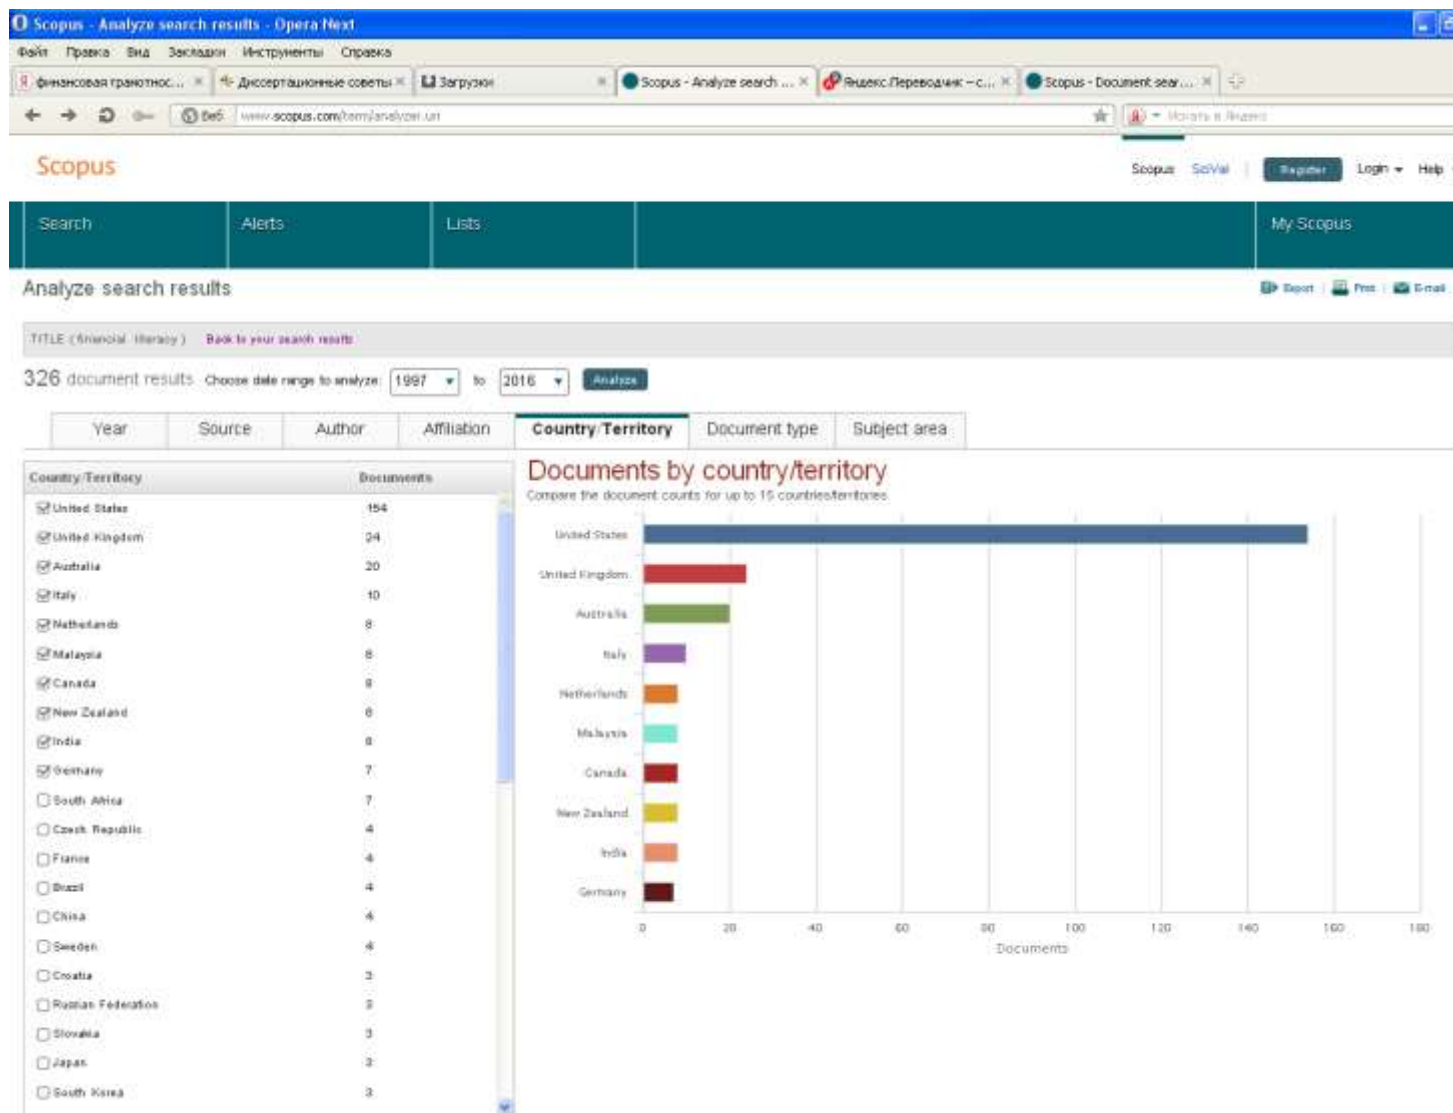 Scopus - Analyze search results - Opera Next
Файл Правка Вид Закладки Инструменты Справка
финансовая грамотнос... Диссертационные советы Загрузки Scopus - Analyze search ... Яндекс.Переводчик – с... Scopus - Document sear...
Веб www.scopus.com/term/analyzer.uri Искать в Яндекс
Scopus
Scopus SciVal Register Login Help
Search Alerts Lists My Scopus
Analyze search results
Export Print E-mail
TITLE ( financial literacy ) Back to your search results
326 document results Choose date range to analyze: 1997 to 2016 Analyze
Year Source Author Affiliation Country/Territory Document type Subject area
Country/Territory Documents
United States 154
United Kingdom 24
Australia 20
Italy 10
Netherlands 8
Malaysia 8
Canada 8
New Zealand 8
India 8
Germany 7
South Africa 7
Czech Republic 4
France 4
Brazil 4
China 4
Sweden 4
Croatia 3
Russian Federation 3
Slovakia 3
Japan 3
South Korea 3
Documents by country/territory
Compare the document counts for up to 15 countries/territories
United States
United Kingdom
Australia
Italy
Netherlands
Malaysia
Canada
New Zealand
India
Germany
0 20 40 60 80 100 120 140 160 180
Documents